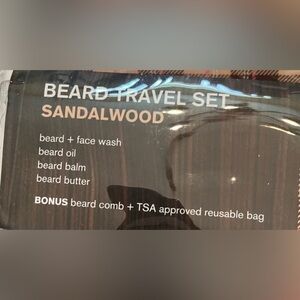 BEARD TRAVEL SET
SANDALWOOD
beard + face wash
beard oil
beard balm
beard butter
BONUS beard comb + TSA approved reusable bag